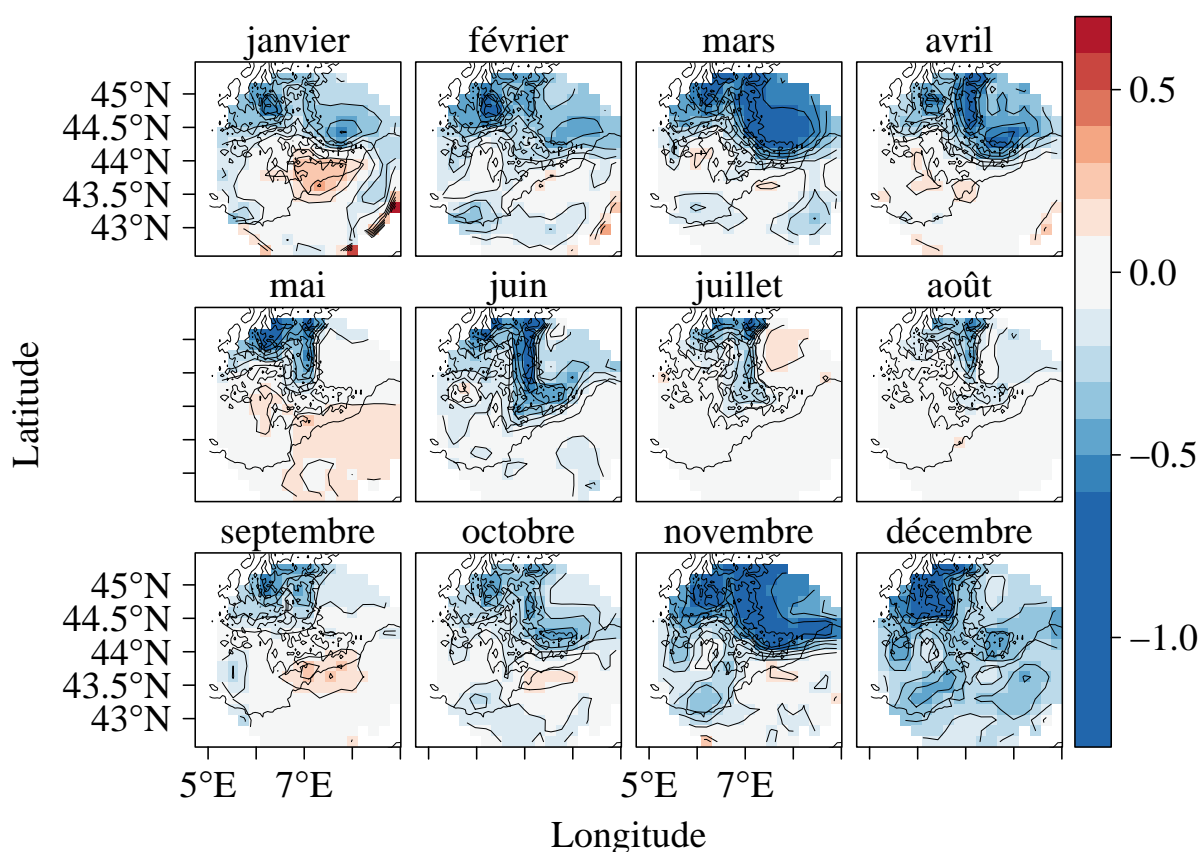 janvier février mars avril
45°N
44.5°N
44°N
43.5°N
43°N
0.5
0.0
−0.5
−1.0
mai juin juillet août
Latitude
septembre octobre novembre décembre
45°N
44.5°N
44°N
43.5°N
43°N
5°E 7°E 5°E 7°E
Longitude